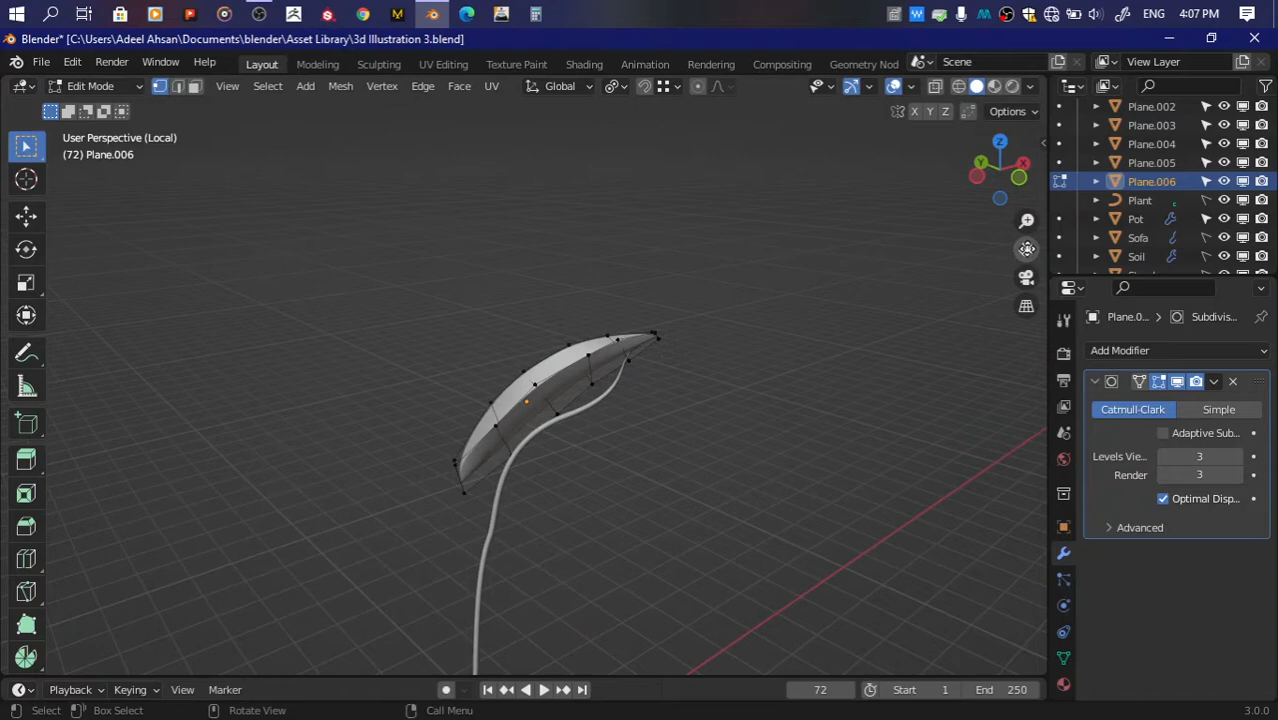 ENG 4:07 PM
Blender* [C:\Users\Adeel Ahsan\Documents\blender\Asset Library\3d Illustration 3.blend]
File Edit Render Window Help Layout Modeling Sculpting UV Editing Texture Paint Shading Animation Rendering Compositing Geometry Nod Scene View Layer
Edit Mode View Select Add Mesh Vertex Edge Face UV Global
X Y Z Options
User Perspective (Local)
(72) Plane.006
Z
Y
X
Plane.002
Plane.003
Plane.004
Plane.005
Plane.006
Plant
Pot
Sofa
Soil
Plane.0... > Subdivis...
Add Modifier
Catmull-Clark Simple
Adaptive Sub...
Levels Vie... 3
Render 3
Optimal Disp...
Advanced
Playback Keying View Marker 72 Start 1 End 250
Select Box Select Rotate View Call Menu 3.0.0